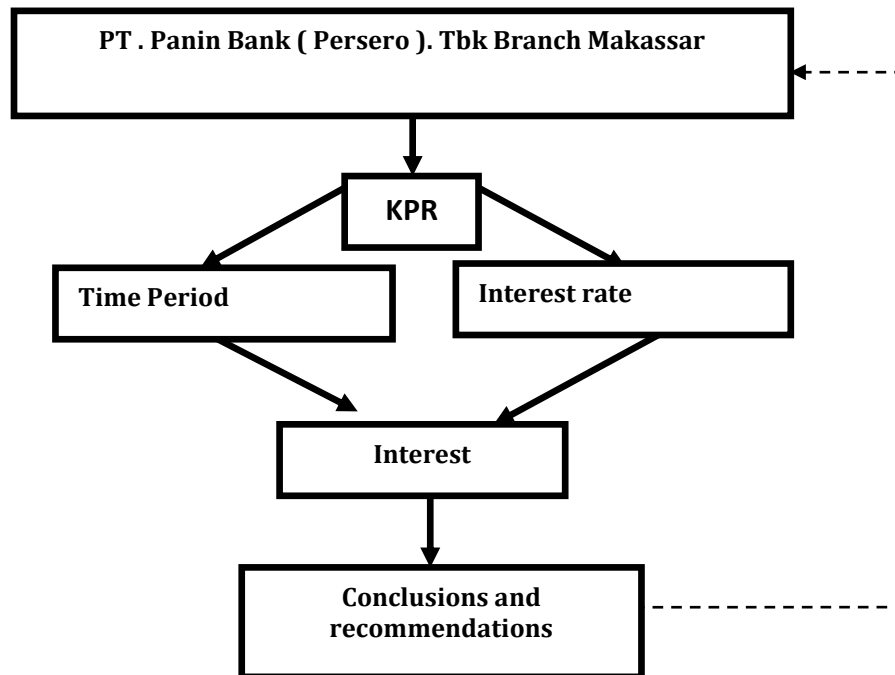 PT . Panin Bank ( Persero ). Tbk Branch Makassar
KPR
Time Period
Interest rate
Interest
Conclusions and
recommendations